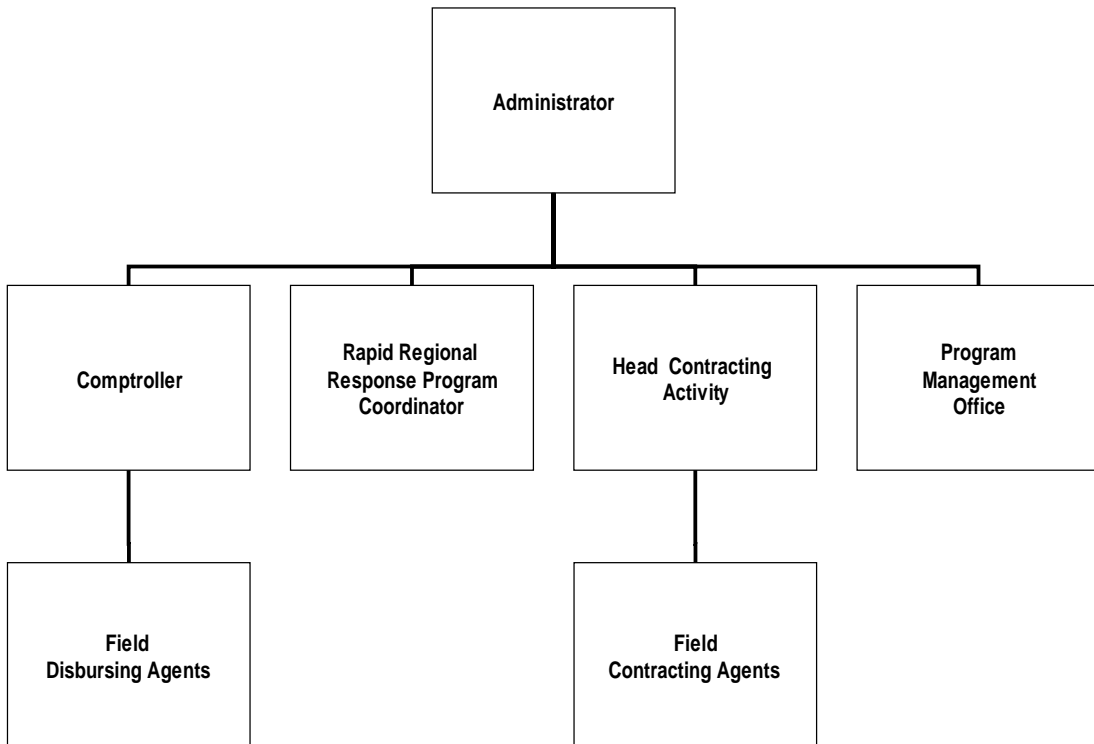 Administrator
Comptroller
Rapid Regional
Response Program
Coordinator
Head Contracting
Activity
Program
Management
Office
Field
Disbursing Agents
Field
Contracting Agents